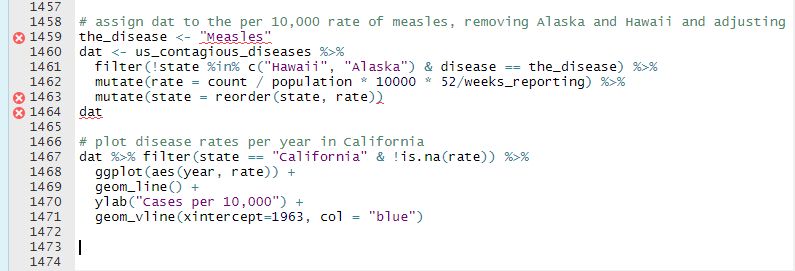 1457
1458 # assign dat to the per 10,000 rate of measles, removing Alaska and Hawaii and adjusting
1459 the_disease <- "Measles"
1460 dat <- us_contagious_diseases %>%
1461 filter(!state %in% c("Hawaii", "Alaska") & disease == the_disease) %>%
1462 mutate(rate = count / population * 10000 * 52/weeks_reporting) %>%
1463 mutate(state = reorder(state, rate))
1464 dat
1465
1466 # plot disease rates per year in California
1467 dat %>% filter(state == "California" & !is.na(rate)) %>%
1468 ggplot(aes(year, rate)) +
1469 geom_line() +
1470 ylab("Cases per 10,000") +
1471 geom_vline(xintercept=1963, col = "blue")
1472
1473
1474